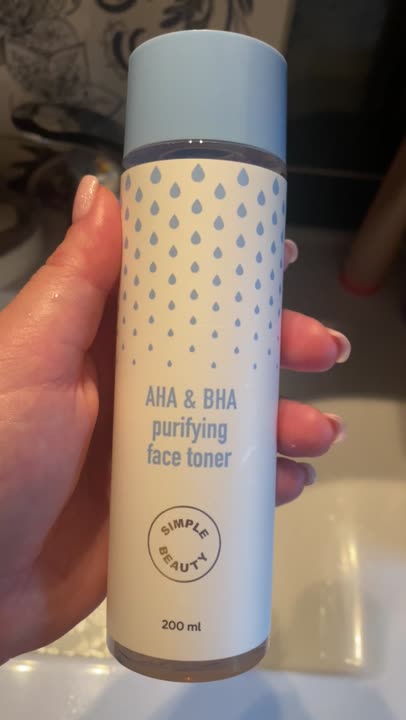 AHA & BHA
purifying
face toner
SIMPLE
BEAUTY
200 ml